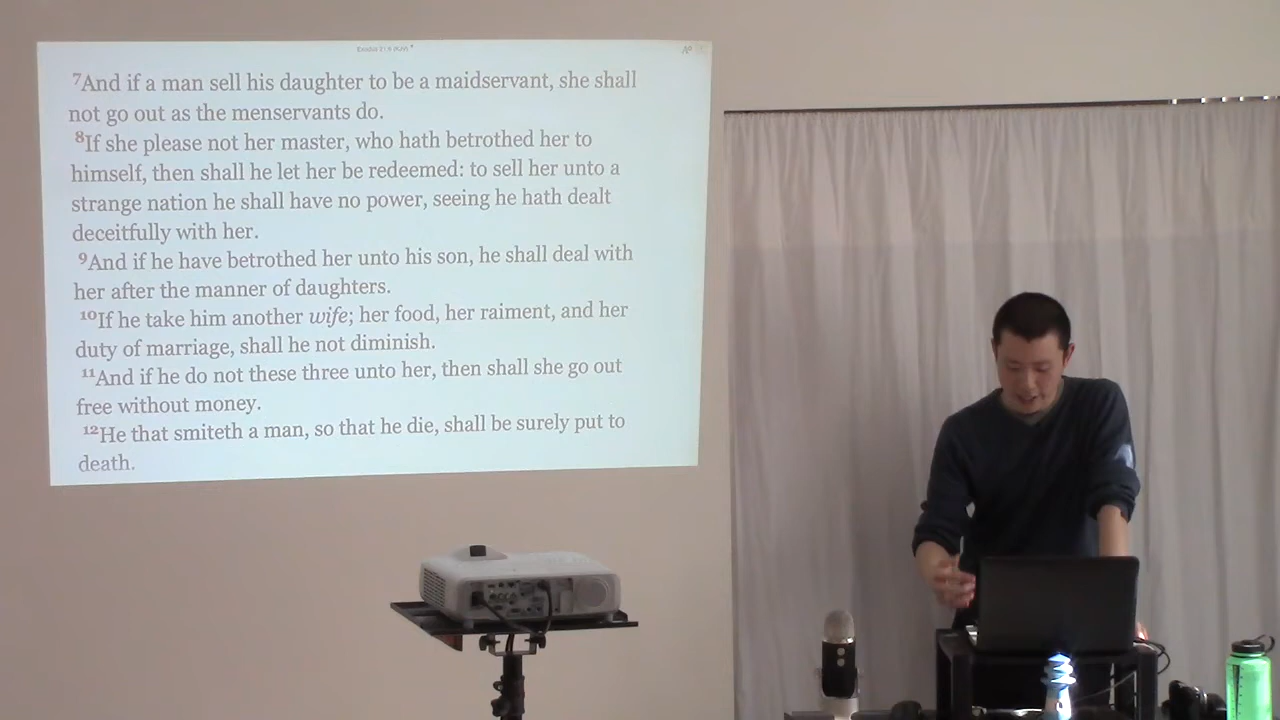 Exodus 21:8 (KJV)
⁷And if a man sell his daughter to be a maidservant, she shall
not go out as the menservants do.
⁸If she please not her master, who hath betrothed her to
himself, then shall he let her be redeemed: to sell her unto a
strange nation he shall have no power, seeing he hath dealt
deceitfully with her.
⁹And if he have betrothed her unto his son, he shall deal with
her after the manner of daughters.
¹⁰If he take him another wife; her food, her raiment, and her
duty of marriage, shall he not diminish.
¹¹And if he do not these three unto her, then shall she go out
free without money.
¹²He that smiteth a man, so that he die, shall be surely put to
death.